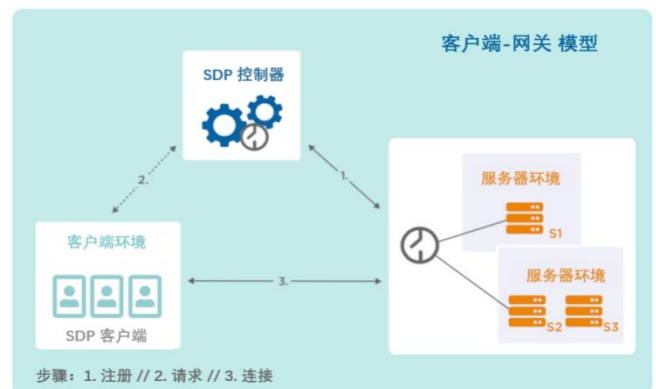 客户端-网关 模型
SDP 控制器
2.
1.
服务器环境
S1
客户端环境
3.
服务器环境
S2
S3
SDP 客户端
步骤：1. 注册 // 2. 请求 // 3. 连接